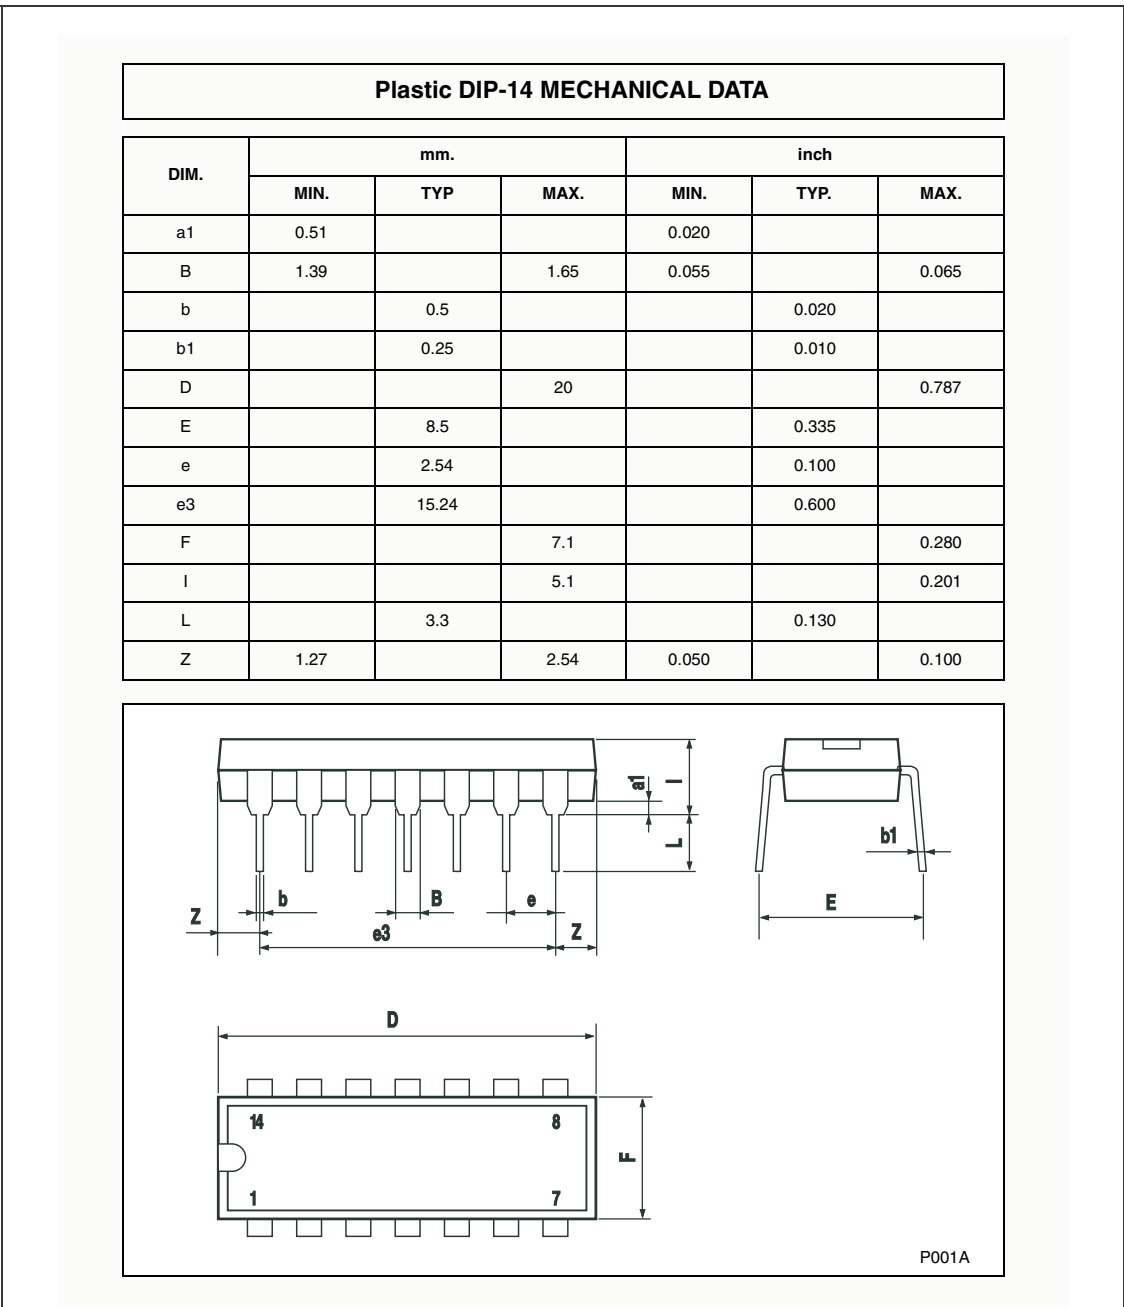 Plastic DIP-14 MECHANICAL DATA
DIM. mm. inch
MIN. TYP MAX. MIN. TYP. MAX.
a1 0.51 0.020
B 1.39 1.65 0.055 0.065
b 0.5 0.020
b1 0.25 0.010
D 20 0.787
E 8.5 0.335
e 2.54 0.100
e3 15.24 0.600
F 7.1 0.280
I 5.1 0.201
L 3.3 0.130
Z 1.27 2.54 0.050 0.100
a1 I
L b1
b B e E
Z e3 Z
D
14 8
F
1 7
P001A